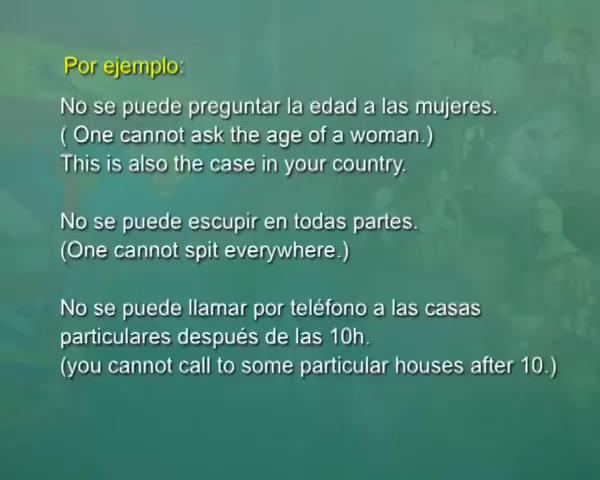 Por ejemplo:
No se puede preguntar la edad a las mujeres.
( One cannot ask the age of a woman.)
This is also the case in your country.
No se puede escupir en todas partes.
(One cannot spit everywhere.)
No se puede llamar por teléfono a las casas
particulares después de las 10h.
(you cannot call to some particular houses after 10.)